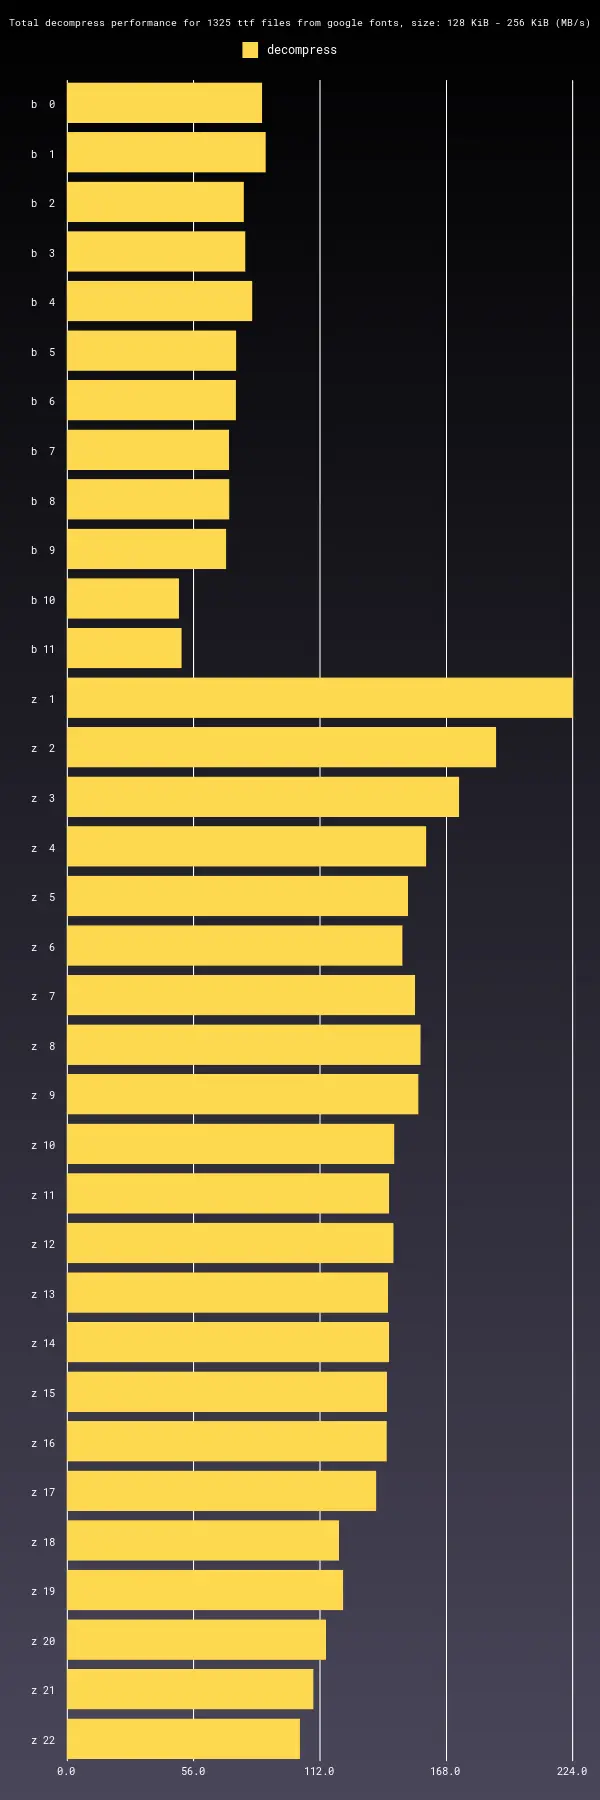 Total decompress performance for 1325 ttf files from google fonts, size: 128 KiB - 256 KiB (MB/s)
decompress
b 0
b 1
b 2
b 3
b 4
b 5
b 6
b 7
b 8
b 9
b 10
b 11
z 1
z 2
z 3
z 4
z 5
z 6
z 7
z 8
z 9
z 10
z 11
z 12
z 13
z 14
z 15
z 16
z 17
z 18
z 19
z 20
z 21
z 22
0.0 56.0 112.0 168.0 224.0